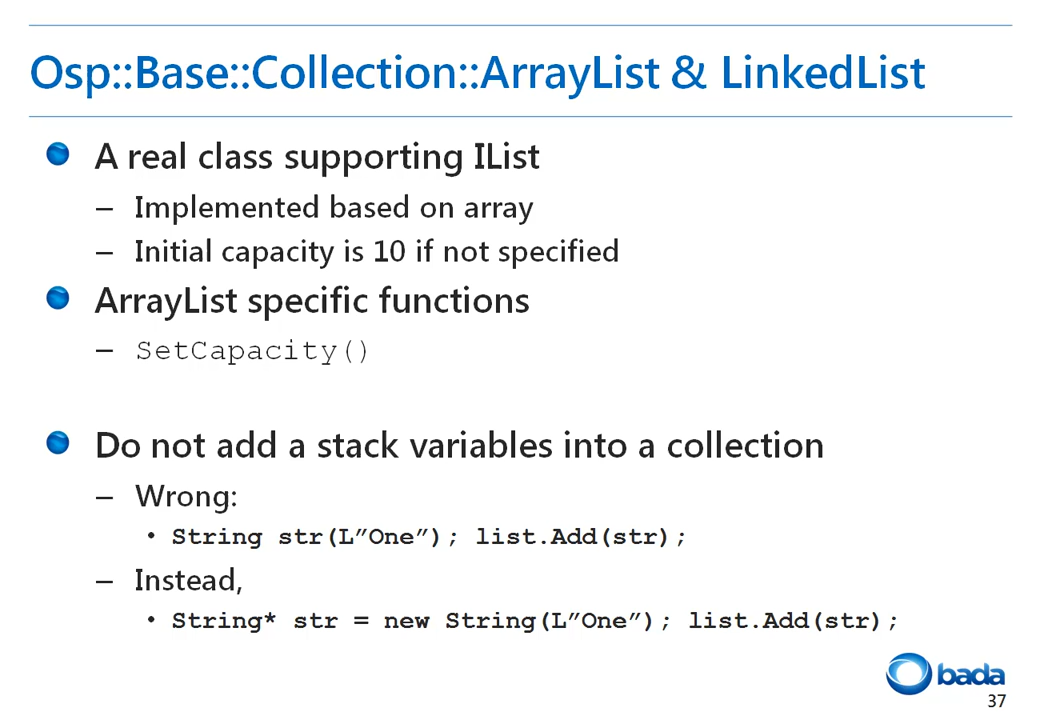 Osp::Base::Collection::ArrayList & LinkedList
A real class supporting IList
– Implemented based on array
– Initial capacity is 10 if not specified
ArrayList specific functions
– SetCapacity()
Do not add a stack variables into a collection
– Wrong:
• String str(L”One”); list.Add(str);
– Instead,
• String* str = new String(L”One”); list.Add(str);
bada
37